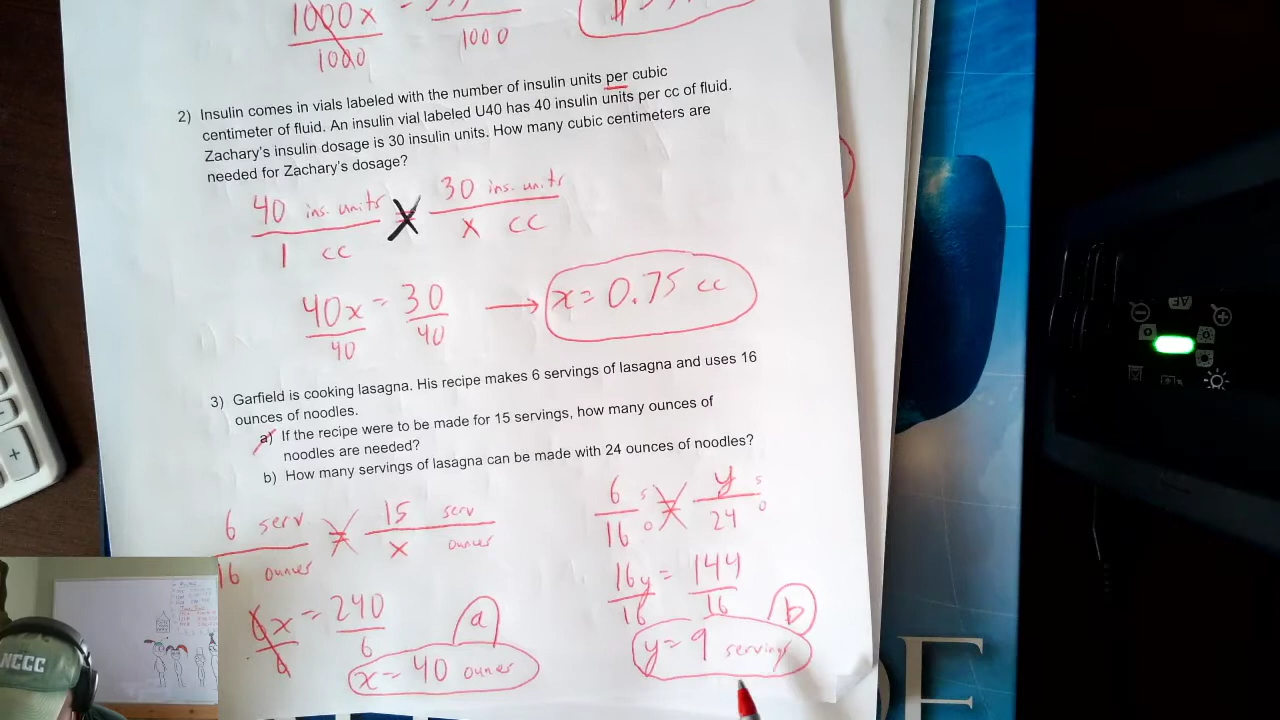 1000x =
1000 1000
2) Insulin comes in vials labeled with the number of insulin units per cubic
centimeter of fluid. An insulin vial labeled U40 has 40 insulin units per cc of fluid.
Zachary's insulin dosage is 30 insulin units. How many cubic centimeters are
needed for Zachary's dosage?
40 ins. units = 30 ins. units
1 cc x cc
40x = 30 → x = 0.75 cc
40 40
3) Garfield is cooking lasagna. His recipe makes 6 servings of lasagna and uses 16
ounces of noodles.
a) If the recipe were to be made for 15 servings, how many ounces of
noodles are needed?
b) How many servings of lasagna can be made with 24 ounces of noodles?
6 serv = 15 serv
16 ounces x ounces
6x = 240
6 6
a
x = 40 ounces
6 s = y s
16 o 24 o
16y = 144
16 16
b
y = 9 servings
NCCC
AF
E